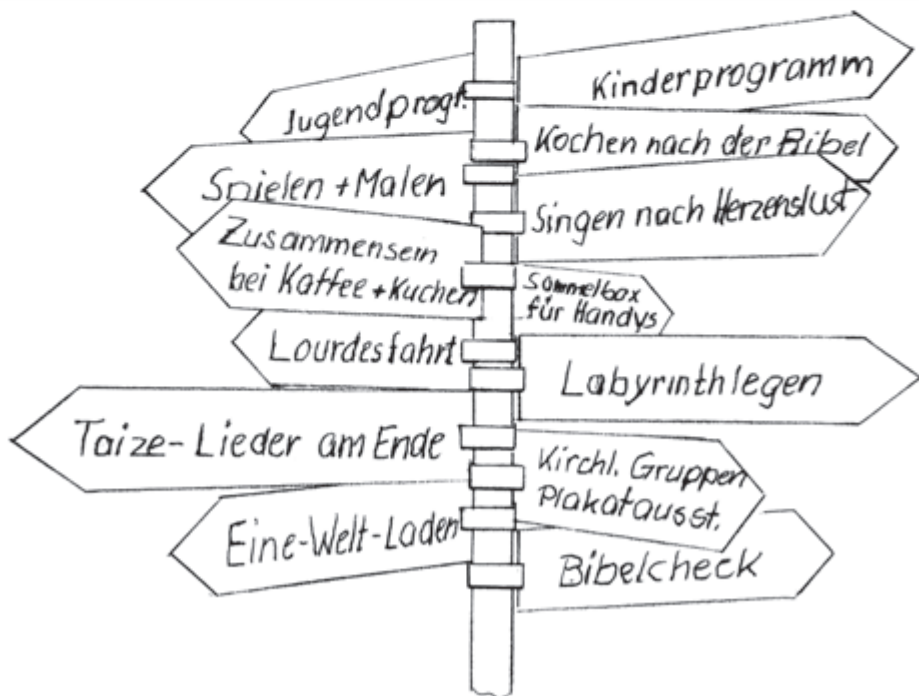 Jugendprogr.
Kinderprogramm
Kochen nach der Bibel
Spielen + Malen
Singen nach Herzenslust
Zusammensein
bei Kaffee + Kuchen
Sammelbox
für Handys
Lourdesfahrt
Labyrinthlegen
Taize-Lieder am Ende
Kirchl. Gruppen
Plakatausst.
Eine-Welt-Laden
Bibelcheck